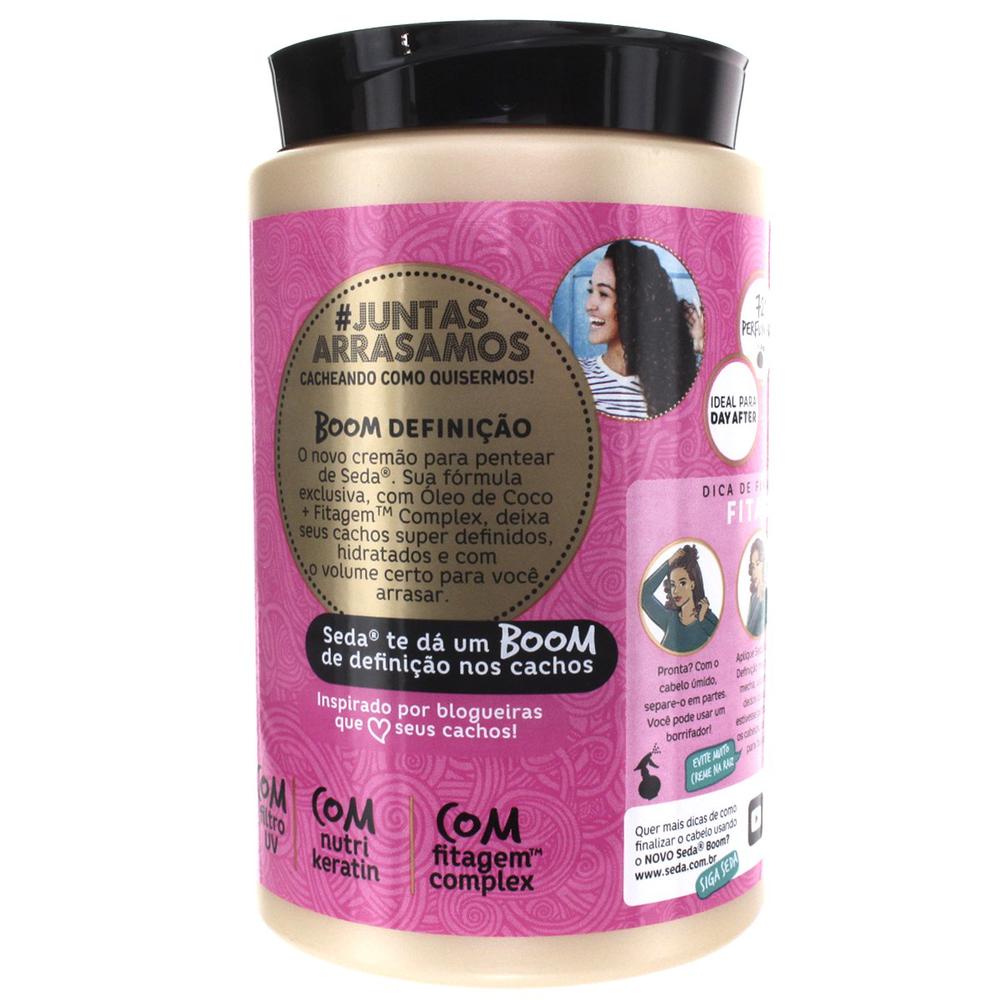 #JUNTAS
ARRASAMOS
CACHEANDO COMO QUISERMOS!
BOOM DEFINIÇÃO
O novo cremão para pentear
de Seda®. Sua fórmula
exclusiva, com Óleo de Coco
+ Fitagem™ Complex, deixa
seus cachos super definidos,
hidratados e com
o volume certo para você
arrasar.
Seda® te dá um BOOM
de definição nos cachos
Inspirado por blogueiras
que seus cachos!
COM
filtro
UV
COM
nutri
keratin
COM
fitagem™
complex
IDEAL PARA
DAY AFTER
DICA DE
Pronta? Com o
cabelo úmido,
separe-o em partes.
Você pode usar um
borrifador!
EVITE MUITO
CREME NA RAIZ
Quer mais dicas de como
finalizar o cabelo usando
o NOVO Seda® Boom?
www.seda.com.br
SIGA SEDA